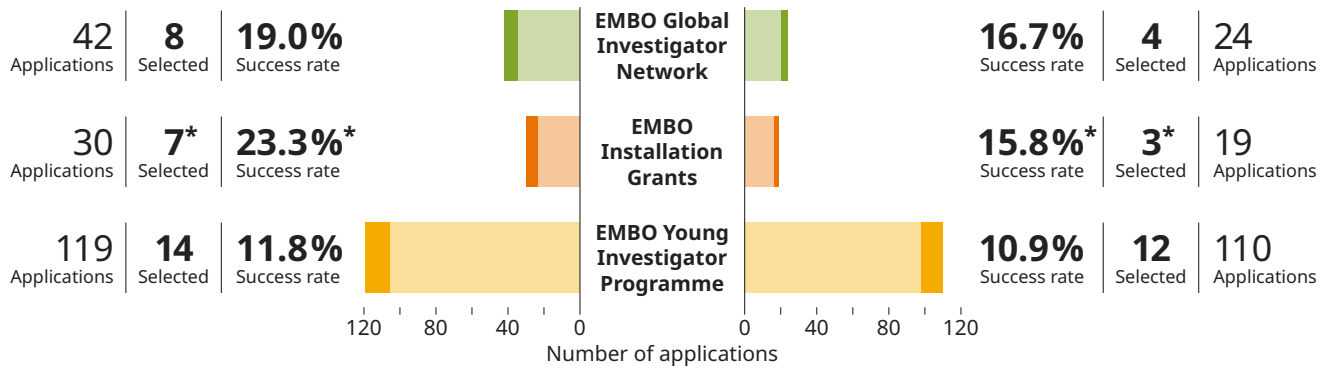 42 8 19.0% EMBO Global 16.7% 4 24
Applications Selected Success rate Investigator Success rate Selected Applications
Network
30 7* 23.3%* EMBO 15.8%* 3* 19
Applications Selected Success rate Installation Success rate Selected Applications
Grants
119 14 11.8% EMBO Young 10.9% 12 110
Applications Selected Success rate Investigator Success rate Selected Applications
Programme
120 80 40 0 0 40 80 120
Number of applications